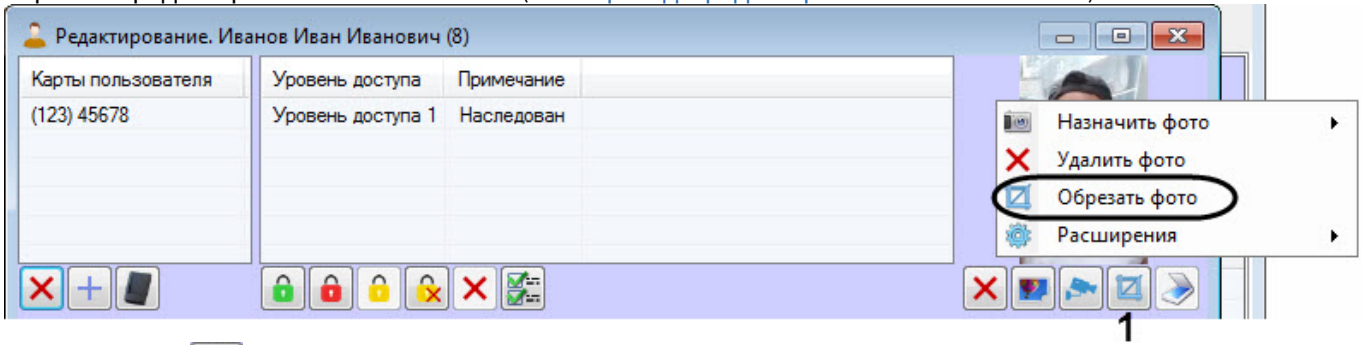 Редактирование. Иванов Иван Иванович (8)
Карты пользователя Уровень доступа Примечание
(123) 45678 Уровень доступа 1 Наследован
Назначить фото
Удалить фото
Обрезать фото
Расширения
1